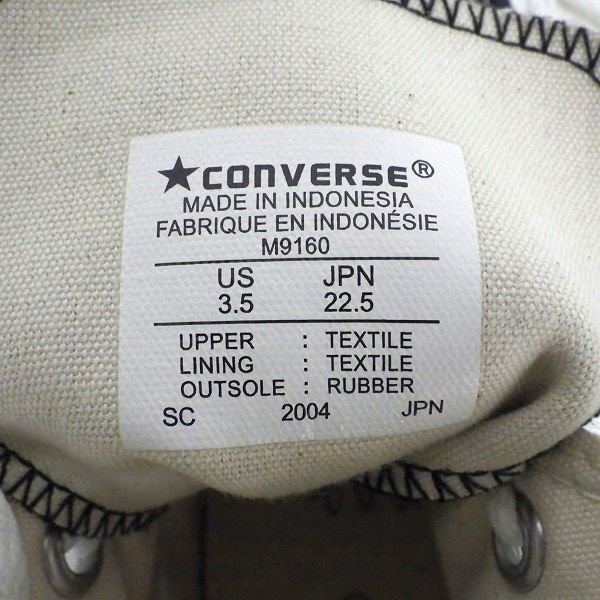 ★CONVERSE®
MADE IN INDONESIA
FABRIQUE EN INDONÉSIE
M9160
US JPN
3.5 22.5
UPPER : TEXTILE
LINING : TEXTILE
OUTSOLE : RUBBER
SC 2004 JPN